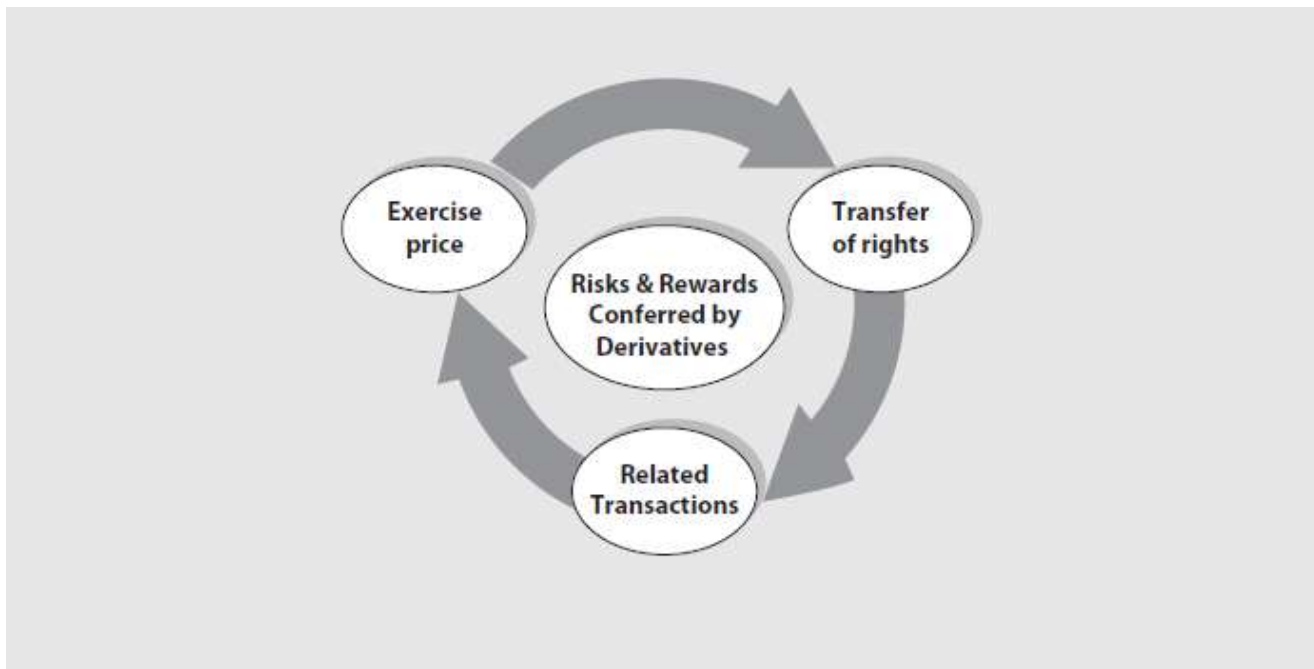 Exercise
price
Transfer
of rights
Risks & Rewards
Conferred by
Derivatives
Related
Transactions